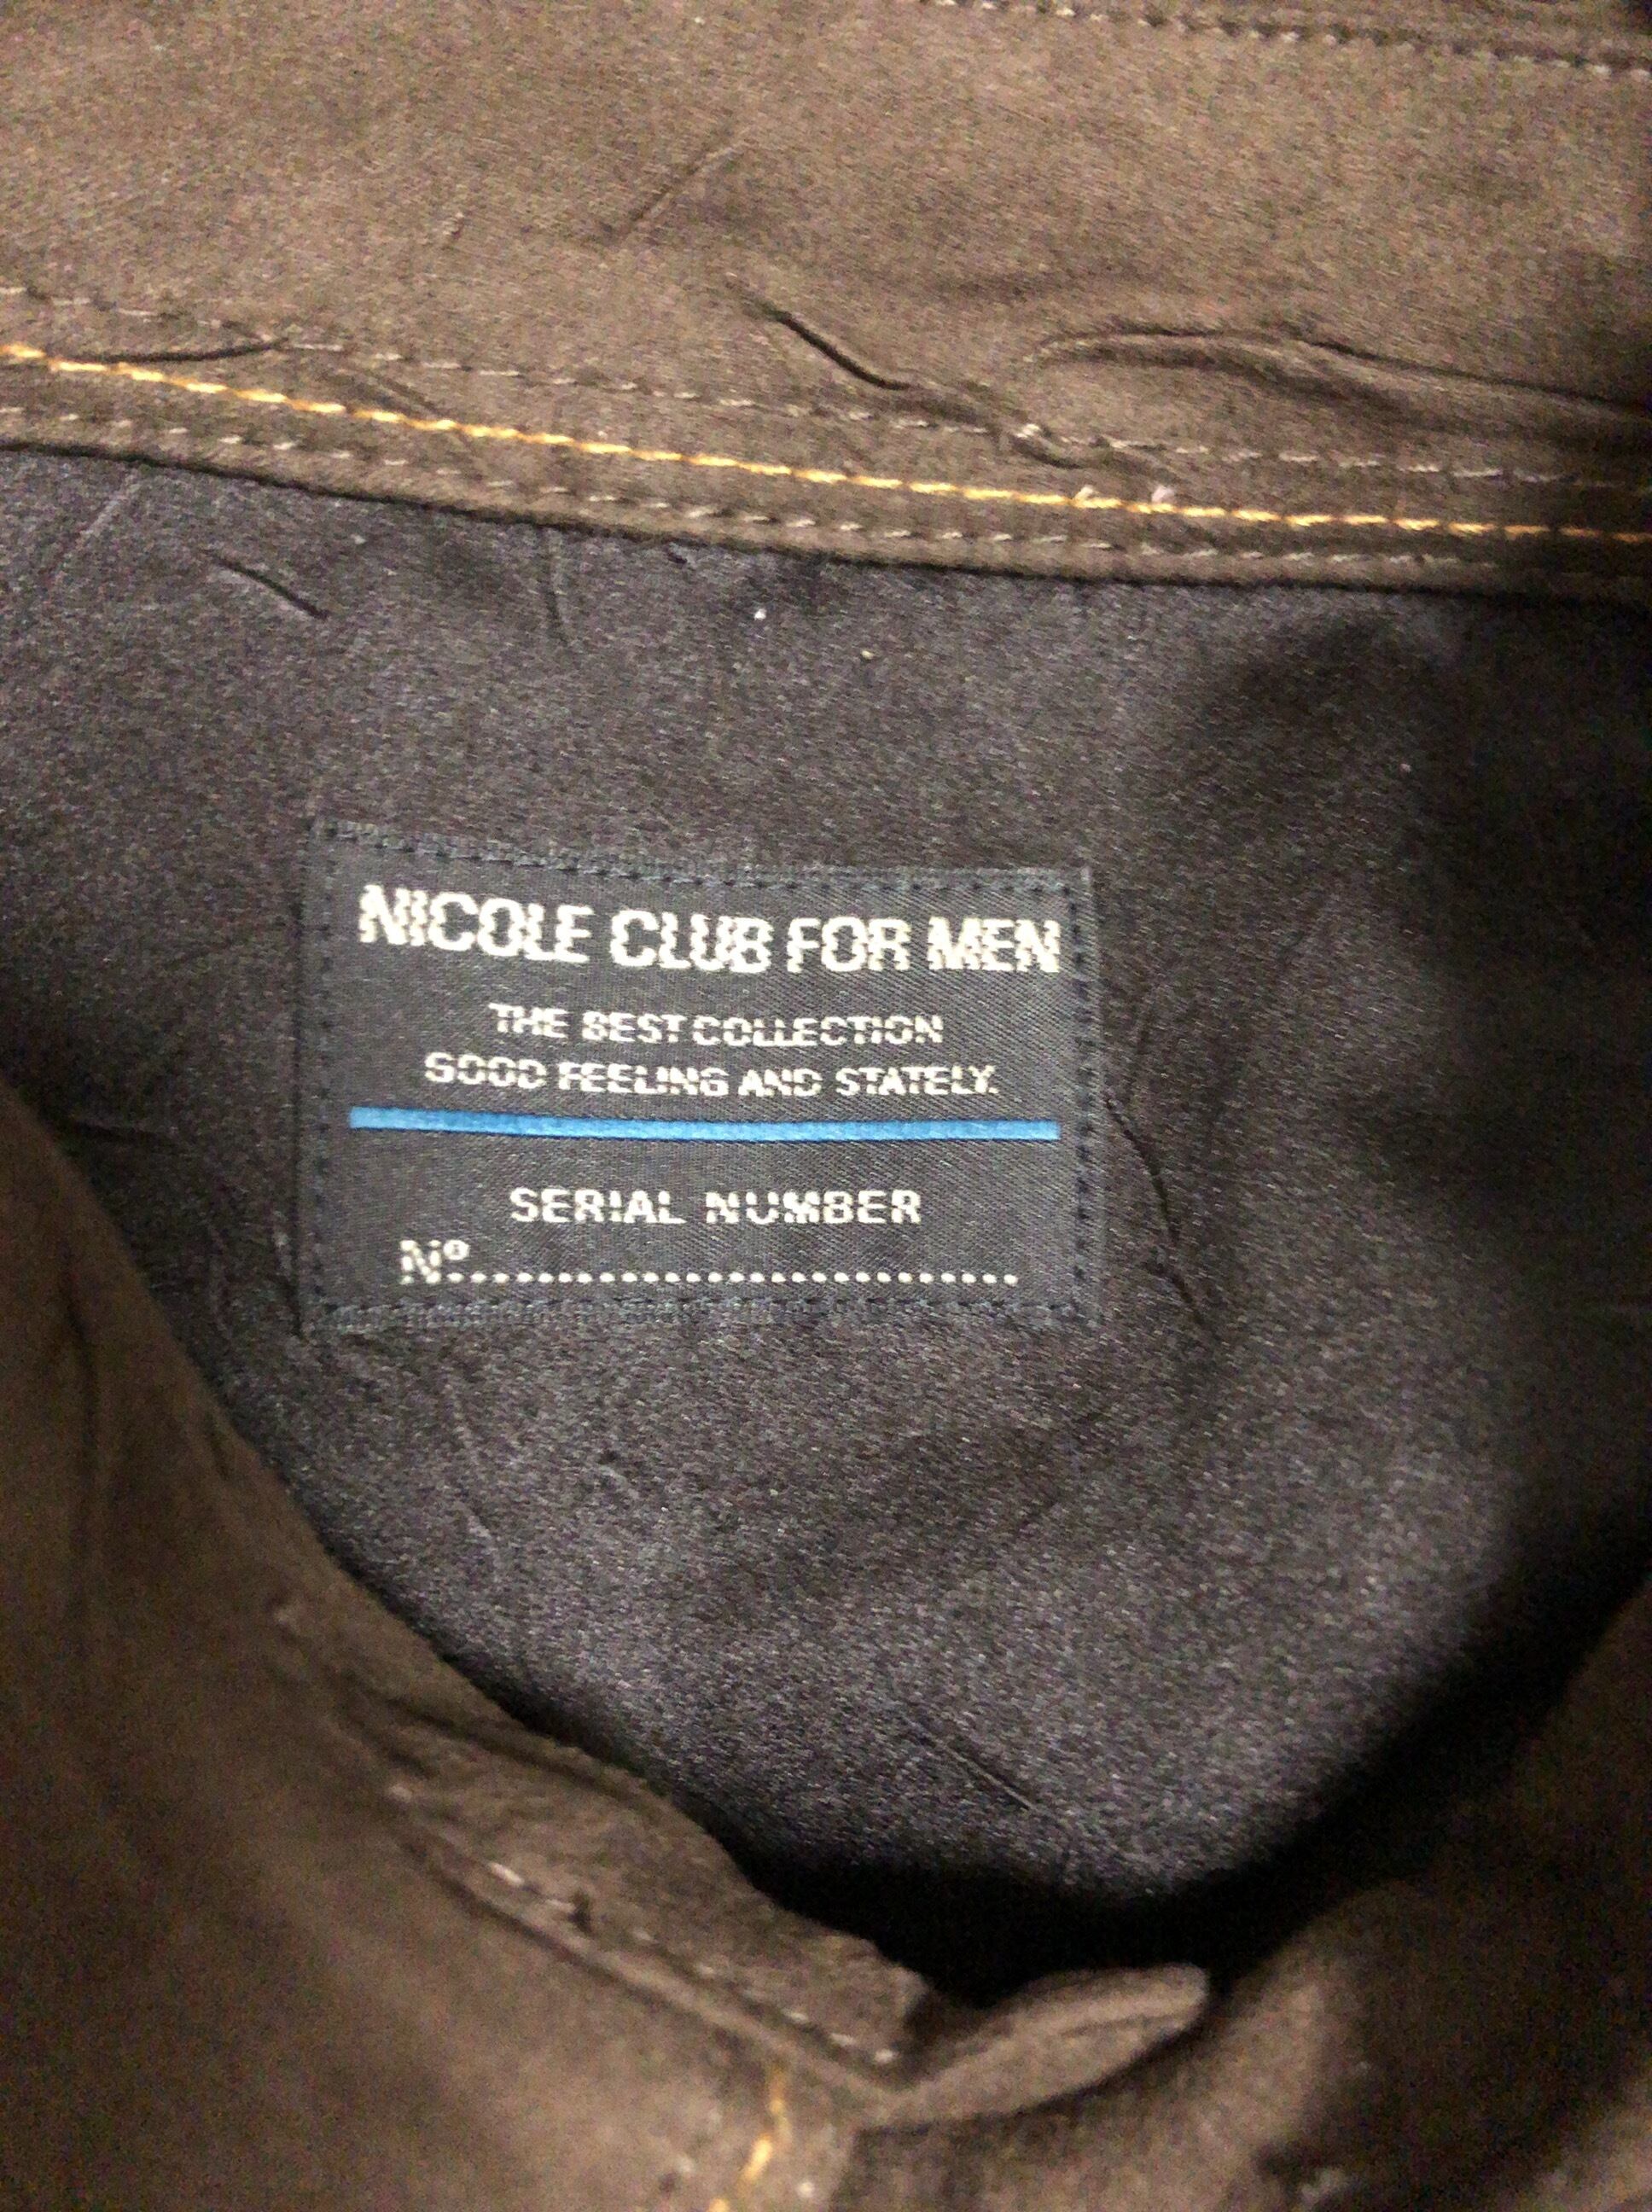 NICOLE CLUB FOR MEN
THE BEST COLLECTION
GOOD FEELING AND STATELY.
SERIAL NUMBER
Nº............................